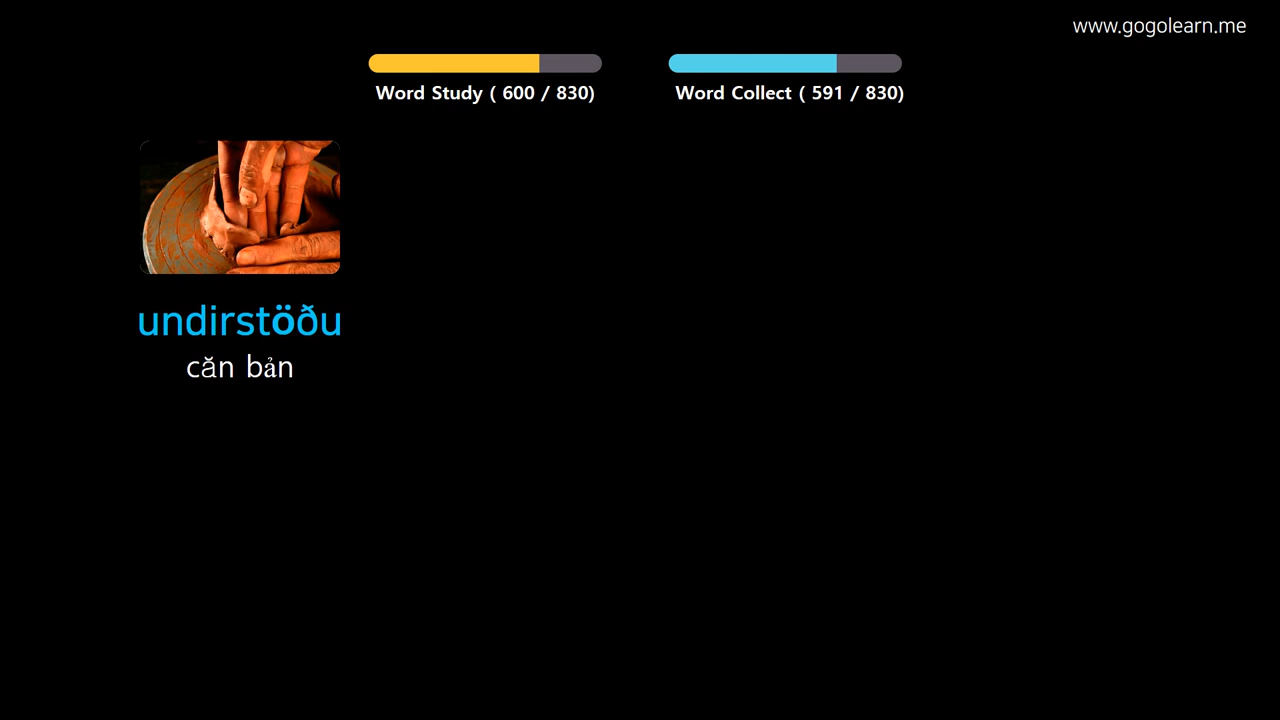 www.gogolearn.me
Word Study ( 600 / 830)
Word Collect ( 591 / 830)
undirstöðu
căn bản